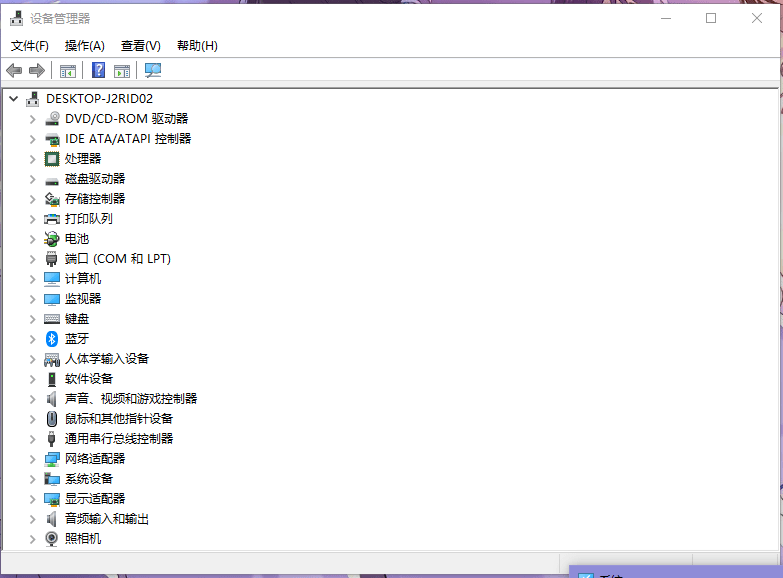 设备管理器
文件(F) 操作(A) 查看(V) 帮助(H)
DESKTOP-J2RID02
DVD/CD-ROM 驱动器
IDE ATA/ATAPI 控制器
处理器
磁盘驱动器
存储控制器
打印队列
电池
端口 (COM 和 LPT)
计算机
监视器
键盘
蓝牙
人体学输入设备
软件设备
声音、视频和游戏控制器
鼠标和其他指针设备
通用串行总线控制器
网络适配器
系统设备
显示适配器
音频输入和输出
照相机